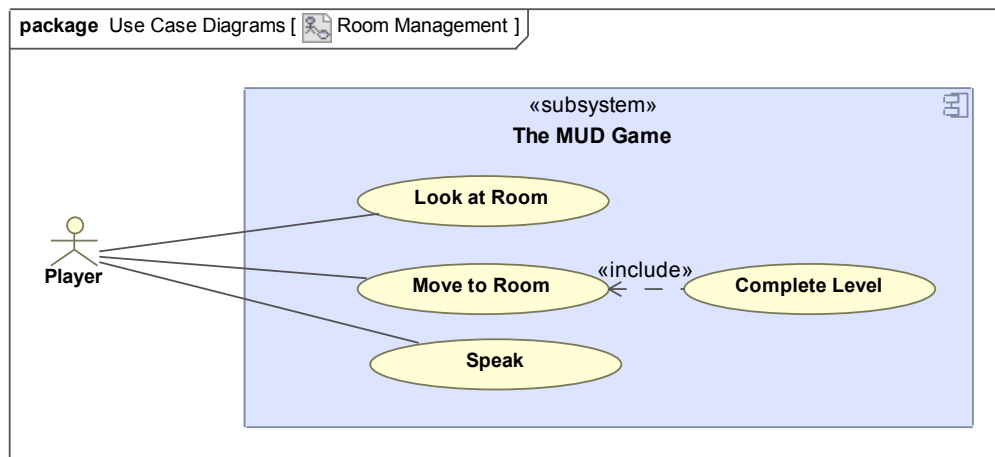 package Use Case Diagrams [ Room Management ]
«subsystem»
The MUD Game
Look at Room
Player
Move to Room
«include»
Complete Level
Speak